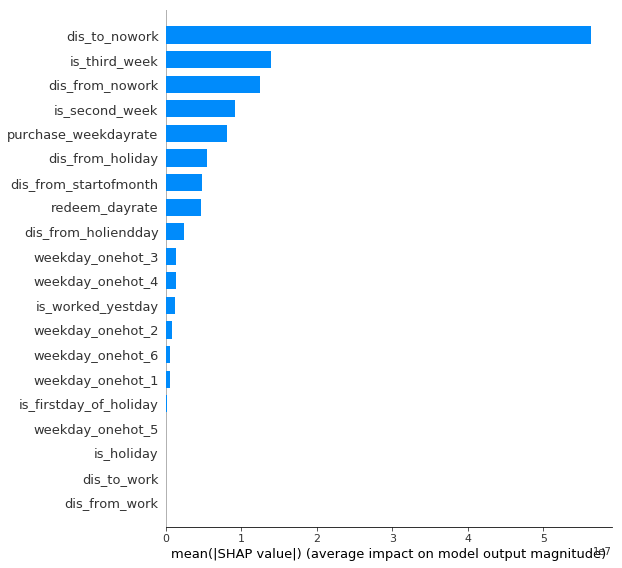 dis_to_nowork
is_third_week
dis_from_nowork
is_second_week
purchase_weekdayrate
dis_from_holiday
dis_from_startofmonth
redeem_dayrate
dis_from_holiendday
weekday_onehot_3
weekday_onehot_4
is_worked_yestday
weekday_onehot_2
weekday_onehot_6
weekday_onehot_1
is_firstday_of_holiday
weekday_onehot_5
is_holiday
dis_to_work
dis_from_work
0 1 2 3 4 5
1e7
mean(|SHAP value|) (average impact on model output magnitude)